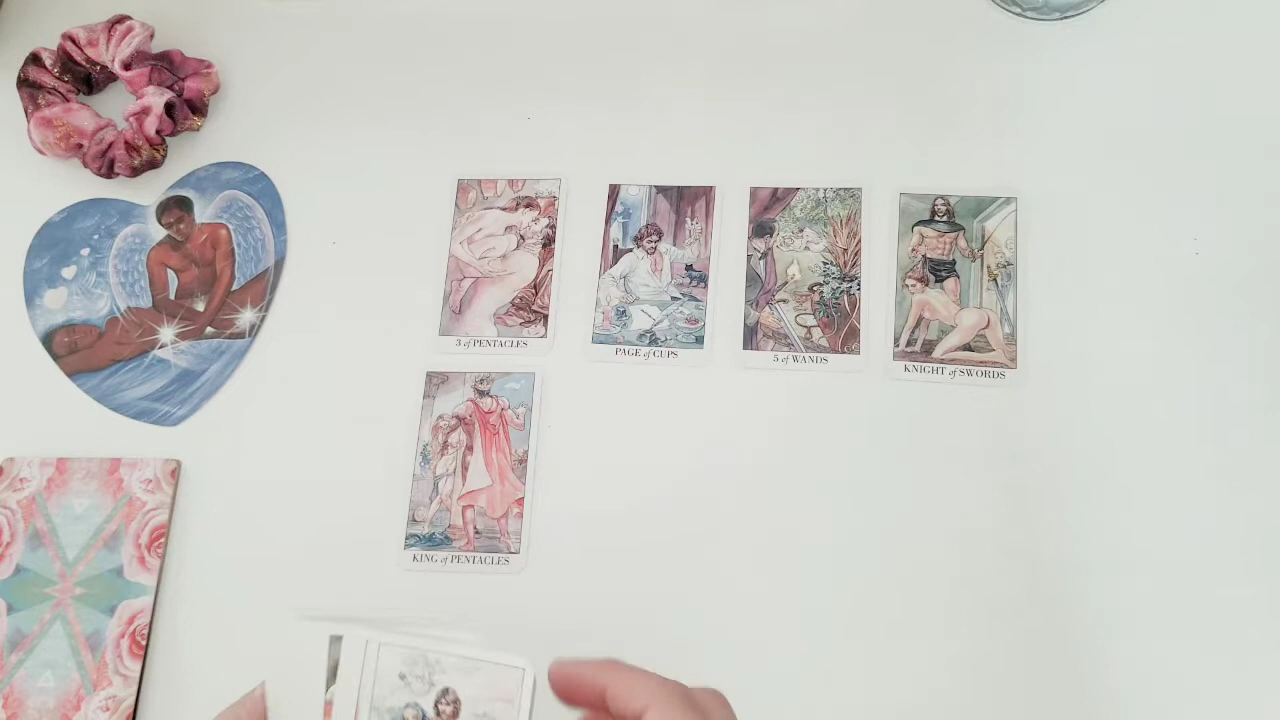 3 of PENTACLES
PAGE of CUPS
5 of WANDS
KNIGHT of SWORDS
KING of PENTACLES